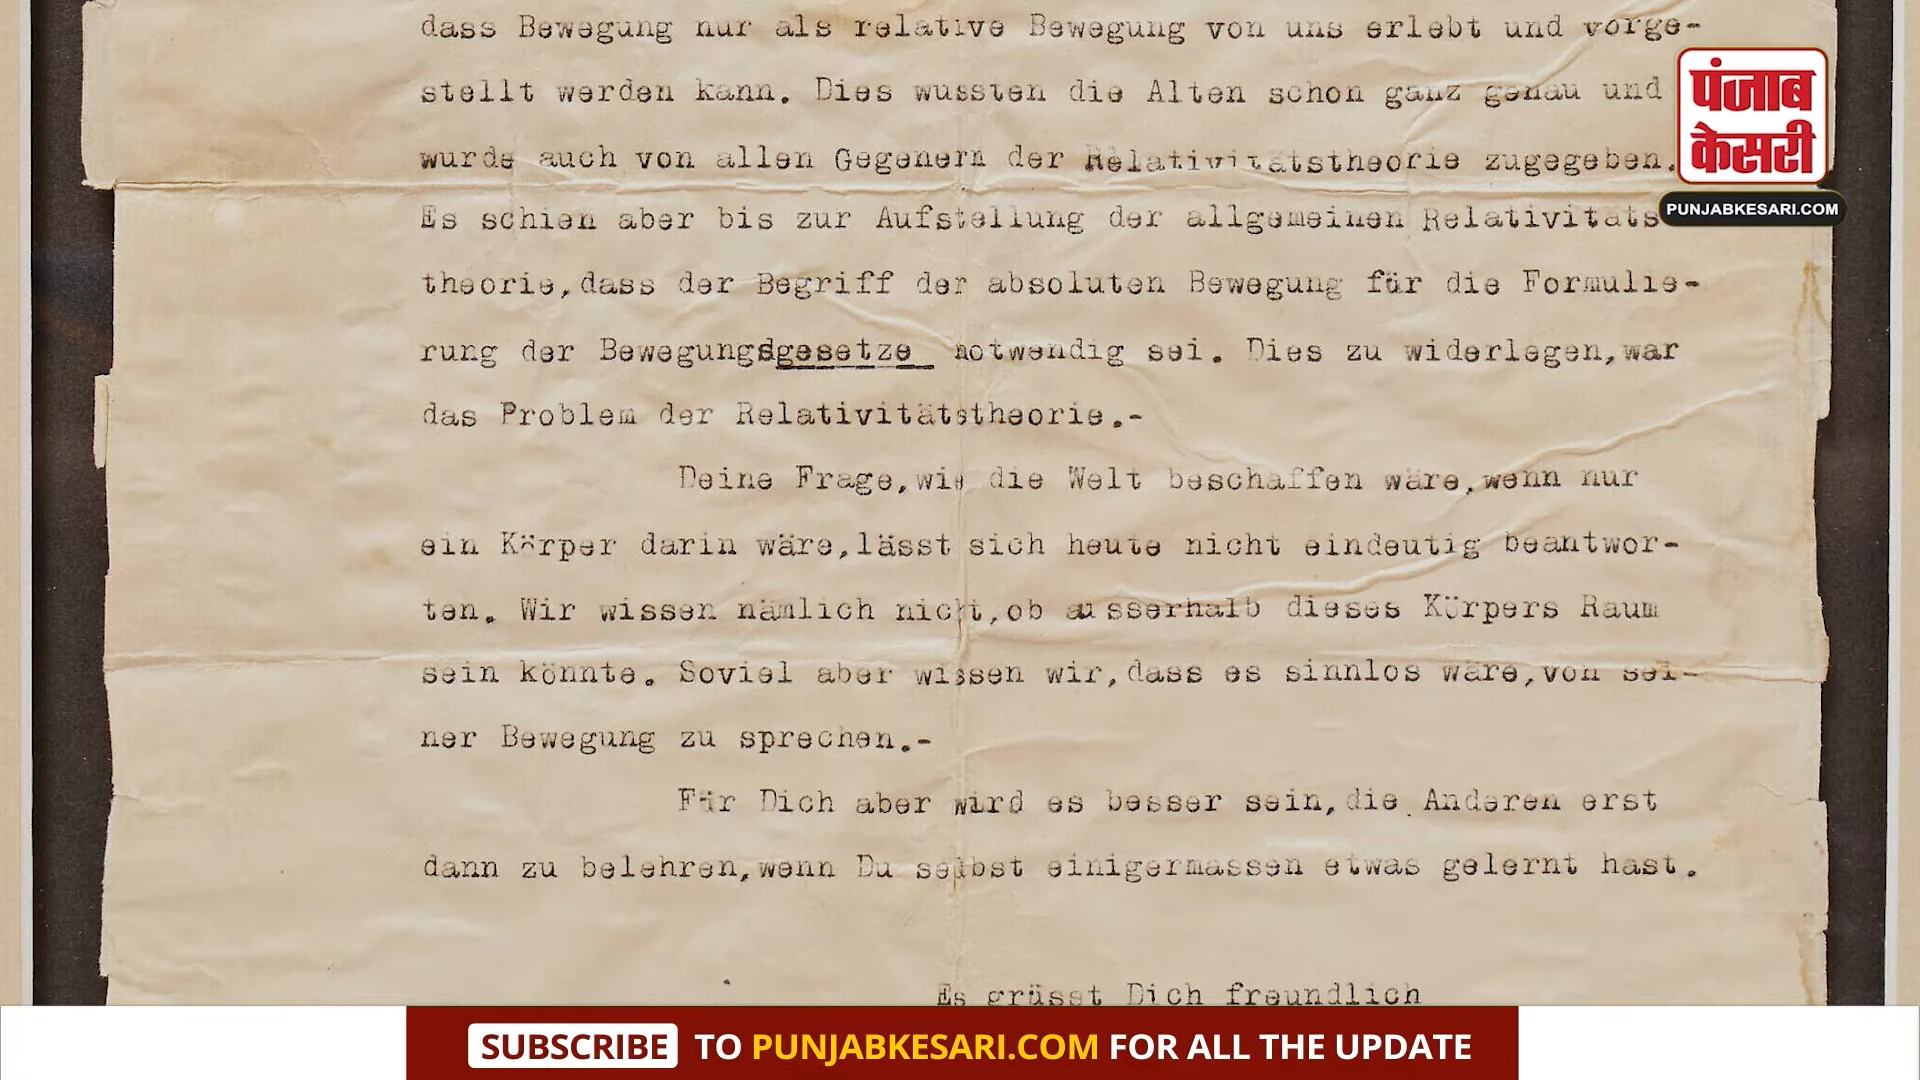 dass Bewegung nur als relative Bewegung von uns erlebt und vorge-
stellt werden kann. Dies wussten die Alten schon ganz genau und
wurde auch von allen Gegenern der Relativitätstheorie zugegeben.
Es schien aber bis zur Aufstellung der allgemeinen Relativitäts
theorie,dass der Begriff der absoluten Bewegung für die Formulie-
rung der Bewegungsgesetze notwendig sei. Dies zu widerlegen,war
das Problem der Relativitätstheorie.-
Deine Frage,wie die Welt beschaffen wäre,wenn nur
ein Körper darin wäre,lässt sich heute nicht eindeutig beantwor-
ten. Wir wissen nämlich nicht,ob ausserhalb dieses Körpers Raum
sein könnte. Soviel aber wissen wir,dass es sinnlos wäre,von sei-
ner Bewegung zu sprechen.-
Für Dich aber wird es besser sein,die Anderen erst
dann zu belehren,wenn Du selbst einigermassen etwas gelernt hast.
Es grüsst Dich freundlich
पंजाब
केसरी
PUNJABKESARI.COM
SUBSCRIBE TO PUNJABKESARI.COM FOR ALL THE UPDATE